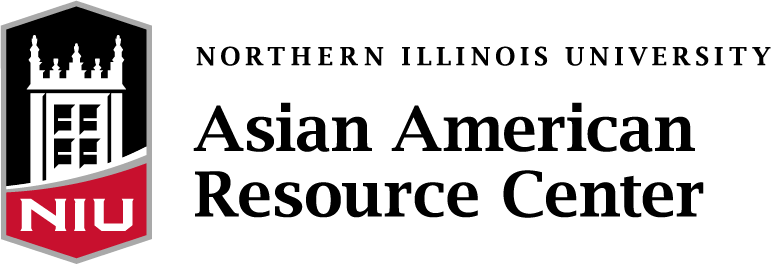 NIU
NORTHERN ILLINOIS UNIVERSITY
Asian American
Resource Center